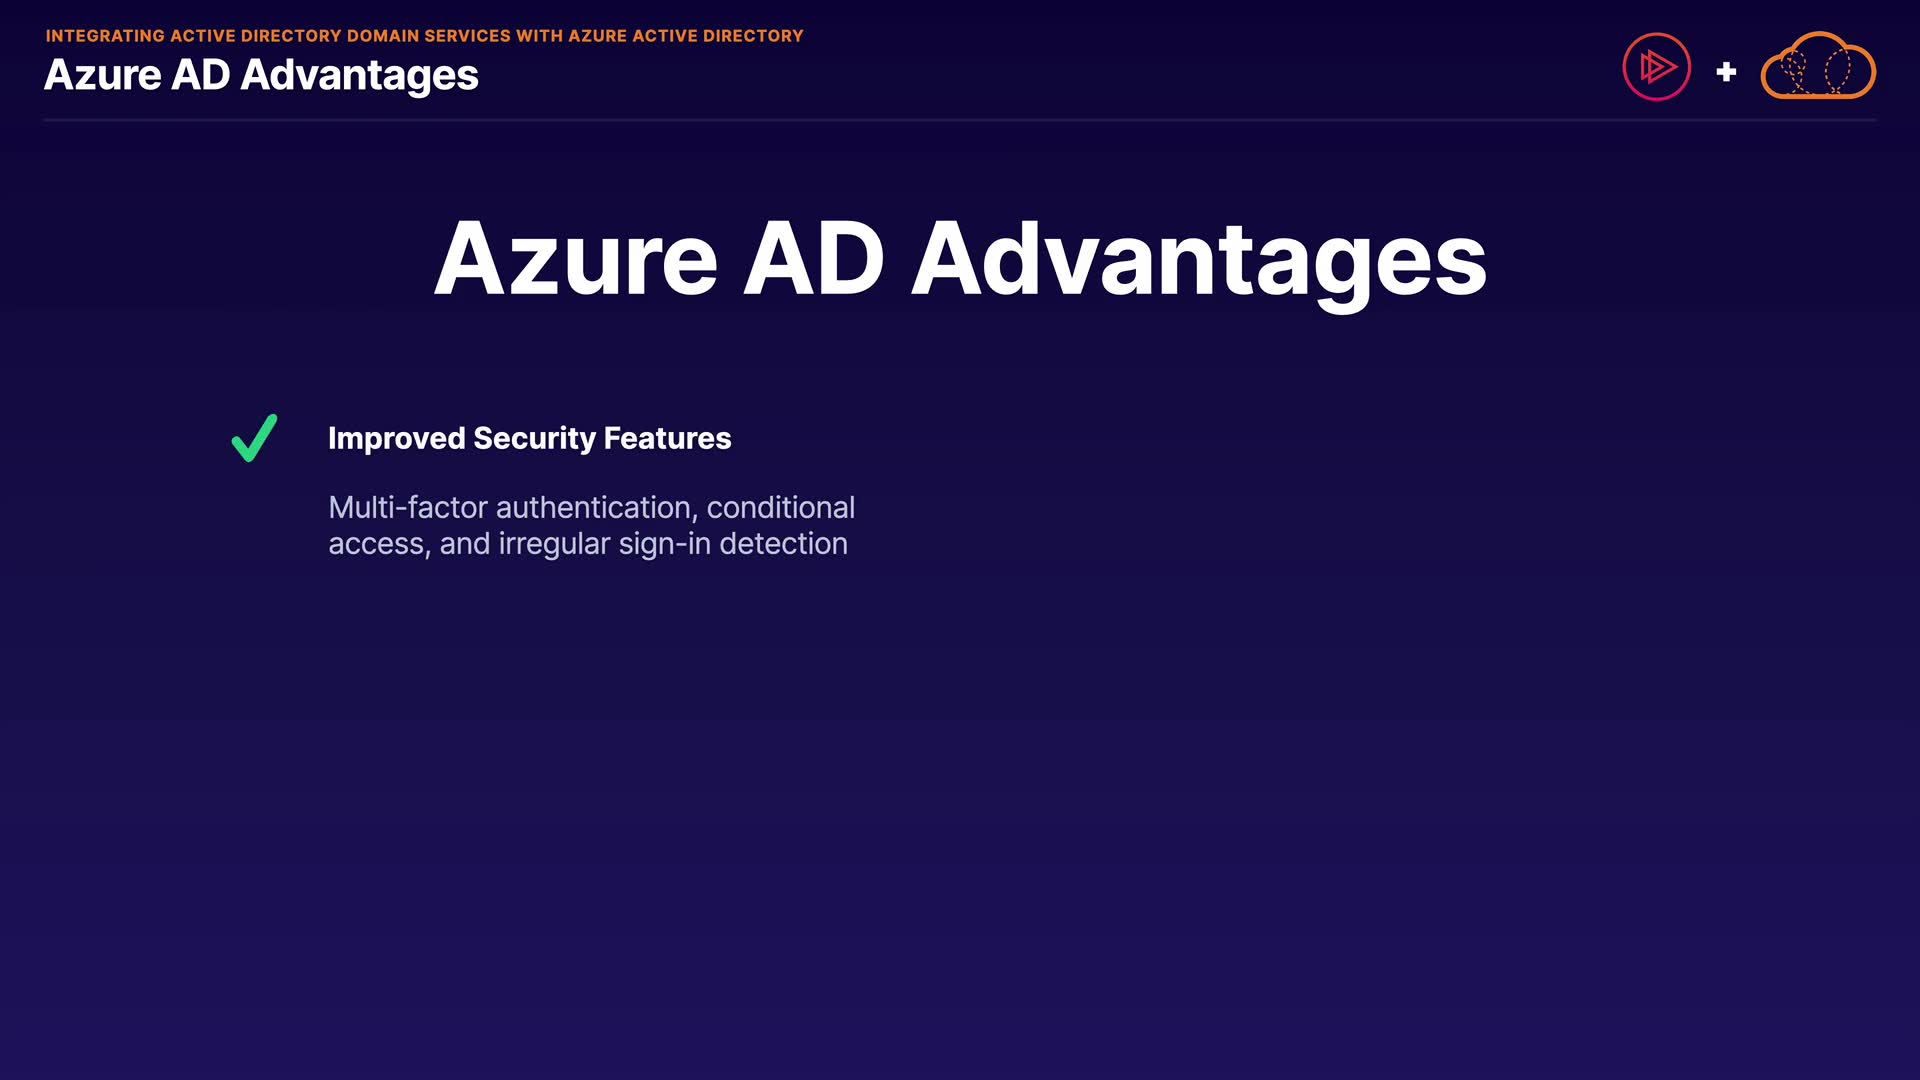 INTEGRATING ACTIVE DIRECTORY DOMAIN SERVICES WITH AZURE ACTIVE DIRECTORY
Azure AD Advantages
+
Azure AD Advantages
Improved Security Features
Multi-factor authentication, conditional
access, and irregular sign-in detection